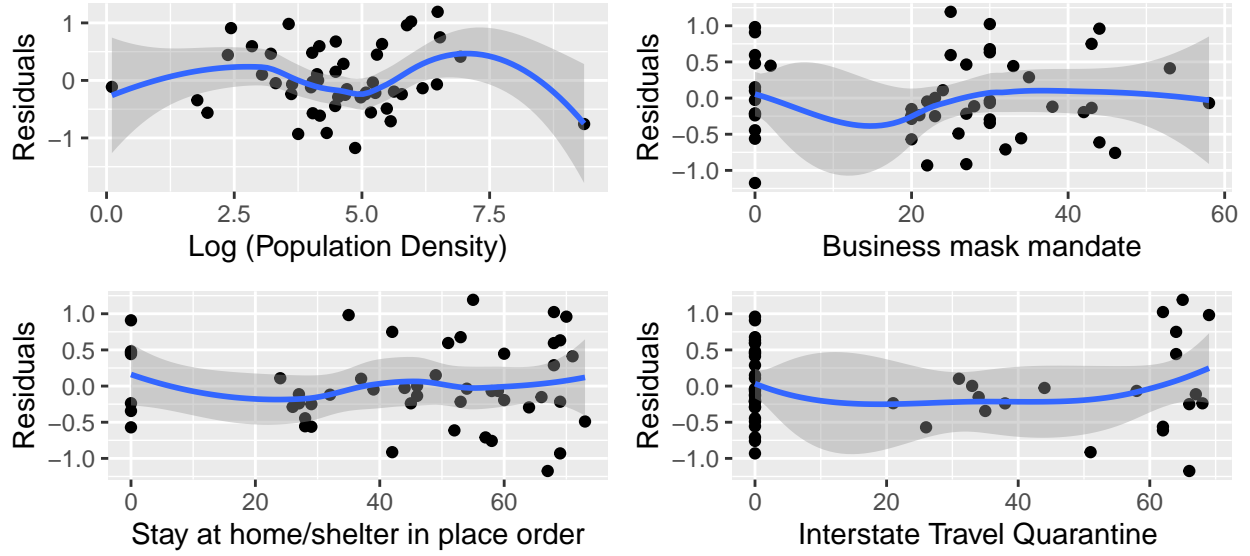 Residuals
1
0
−1
0.0 2.5 5.0 7.5
Log (Population Density)
Residuals
1.0
0.5
0.0
−0.5
−1.0
0 20 40 60
Business mask mandate
Residuals
1.0
0.5
0.0
−0.5
−1.0
0 20 40 60
Stay at home/shelter in place order
Residuals
1.0
0.5
0.0
−0.5
−1.0
0 20 40 60
Interstate Travel Quarantine